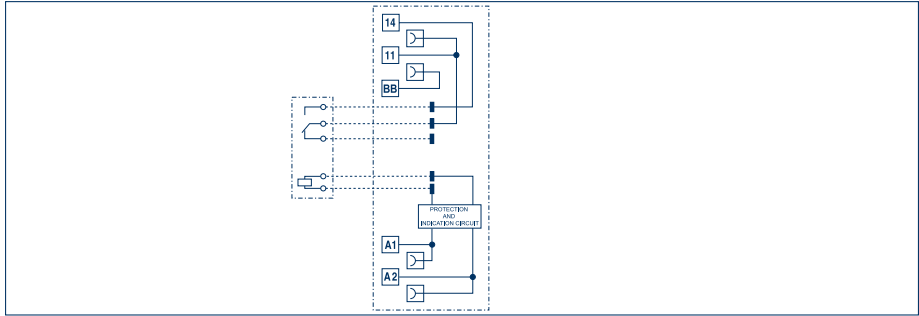 14
11
BB
PROTECTION
AND
INDICATION CIRCUIT
A1
A2